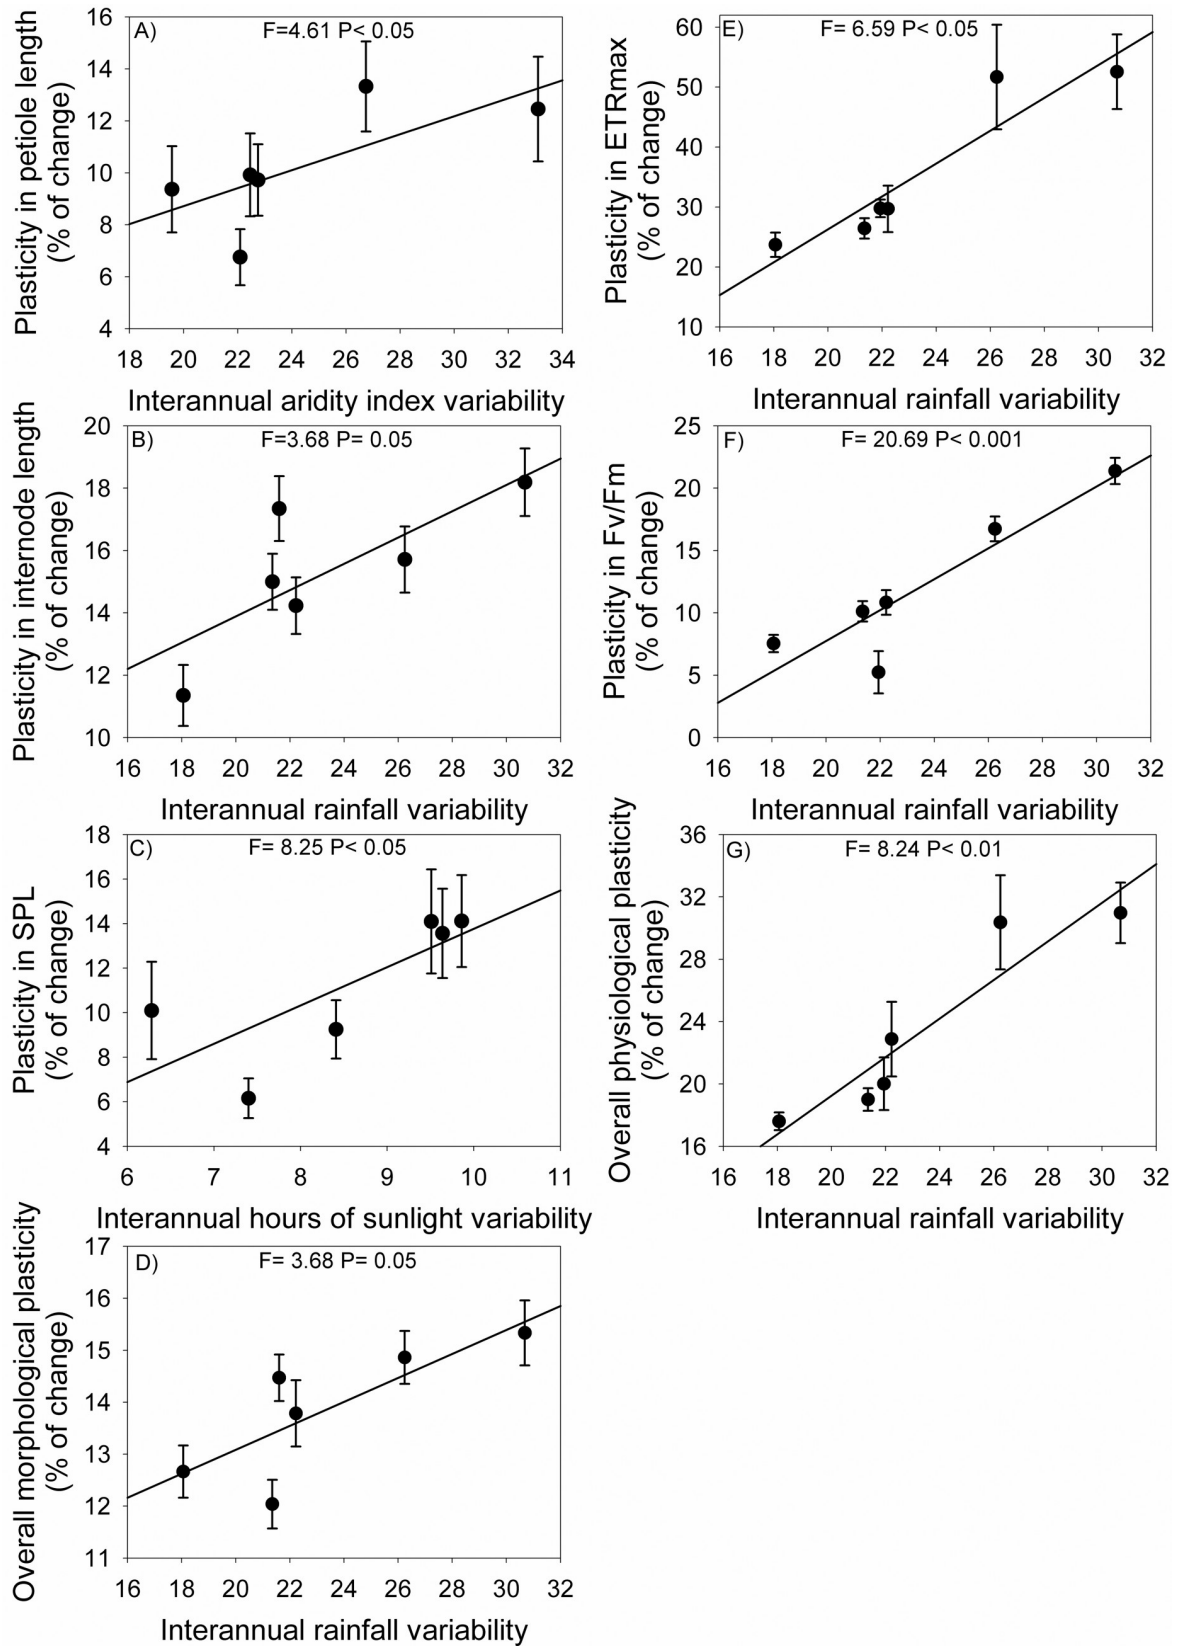 A)
F=4.61 P< 0.05
Plasticity in petiole length
(% of change)
16
14
12
10
8
6
4
18 20 22 24 26 28 30 32 34
Interannual aridity index variability
B)
F=3.68 P= 0.05
Plasticity in internode length
(% of change)
20
18
16
14
12
10
16 18 20 22 24 26 28 30 32
Interannual rainfall variability
C)
F= 8.25 P< 0.05
Plasticity in SPL
(% of change)
18
16
14
12
10
8
6
4
6 7 8 9 10 11
Interannual hours of sunlight variability
D)
F= 3.68 P= 0.05
Overall morphological plasticity
(% of change)
17
16
15
14
13
12
11
16 18 20 22 24 26 28 30 32
Interannual rainfall variability
E)
F= 6.59 P< 0.05
Plasticity in ETRmax
(% of change)
60
50
40
30
20
10
16 18 20 22 24 26 28 30 32
Interannual rainfall variability
F)
F= 20.69 P< 0.001
Plasticity in Fv/Fm
(% of change)
25
20
15
10
5
0
16 18 20 22 24 26 28 30 32
Interannual rainfall variability
G)
F= 8.24 P< 0.01
Overall physiological plasticity
(% of change)
36
32
28
24
20
16
16 18 20 22 24 26 28 30 32
Interannual rainfall variability